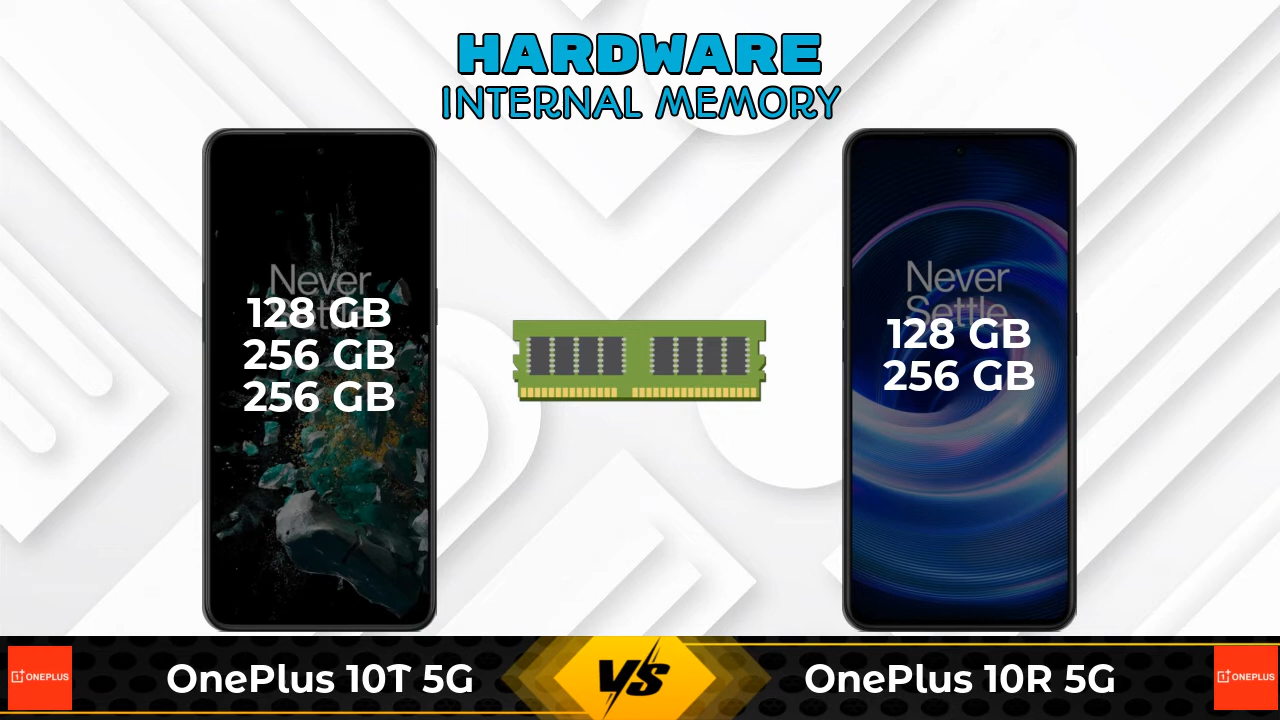 HARDWARE
INTERNAL MEMORY
Never
Settle
128 GB
256 GB
256 GB
Never
Settle
128 GB
256 GB
ONEPLUS
OnePlus 10T 5G
VS
OnePlus 10R 5G
ONEPLUS